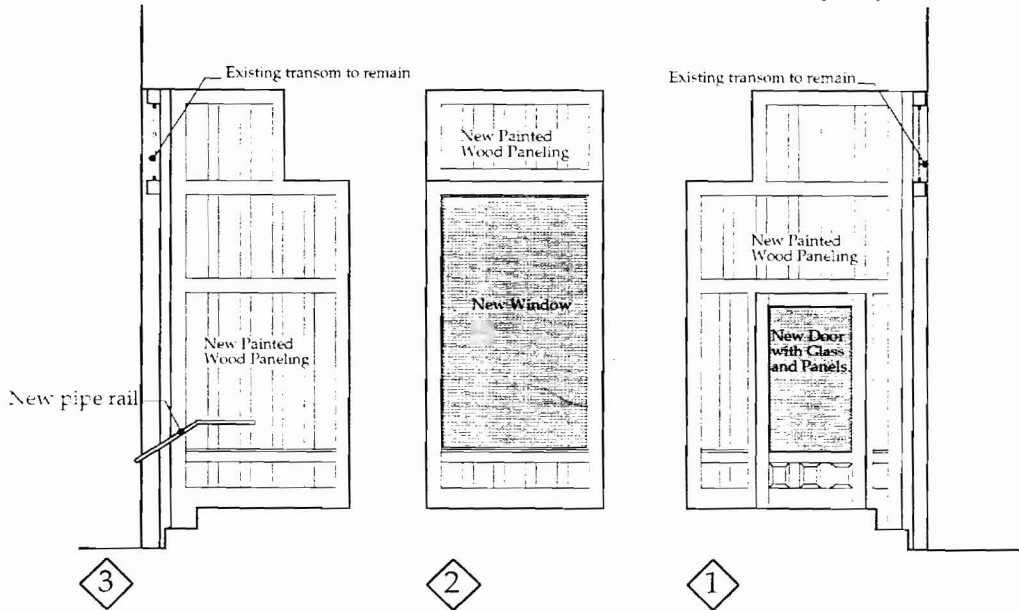 Existing transom to remain
Existing transom to remain
New Painted
Wood Paneling
New Painted
Wood Paneling
New Window
New Door
with Glass
and Panels
New Painted
Wood Paneling
New pipe rail
3
2
1